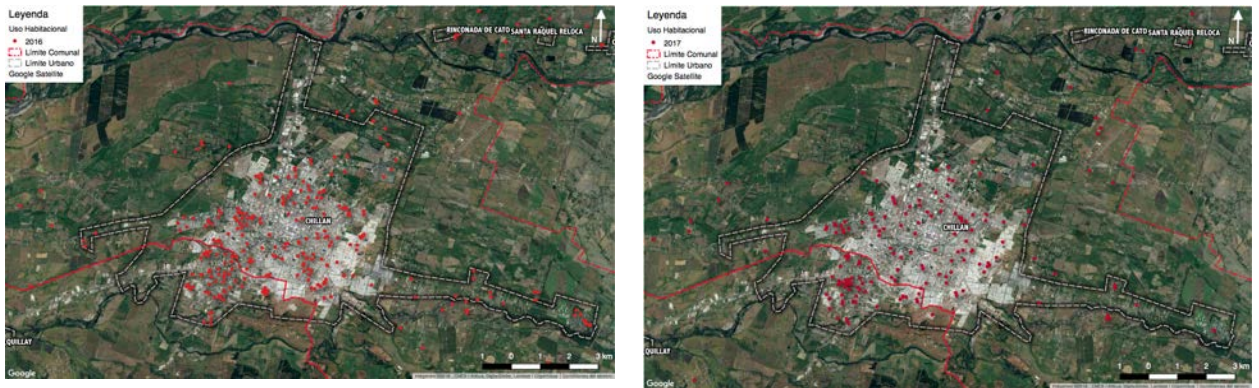 Leyenda
Uso Habitacional
2016
Límite Comunal
Límite Urbano
Google Satellite
RINCONADA DE CATO
SANTA RAQUEL RELOCA
N
CHILLAN
QUILLAY
Google
1 0 1 2 3 km
Leyenda
Uso Habitacional
2017
Límite Comunal
Límite Urbano
Google Satellite
RINCONADA DE CATO
SANTA RAQUEL RELOCA
N
CHILLAN
QUILLAY
Google
1 0 1 2 3 km